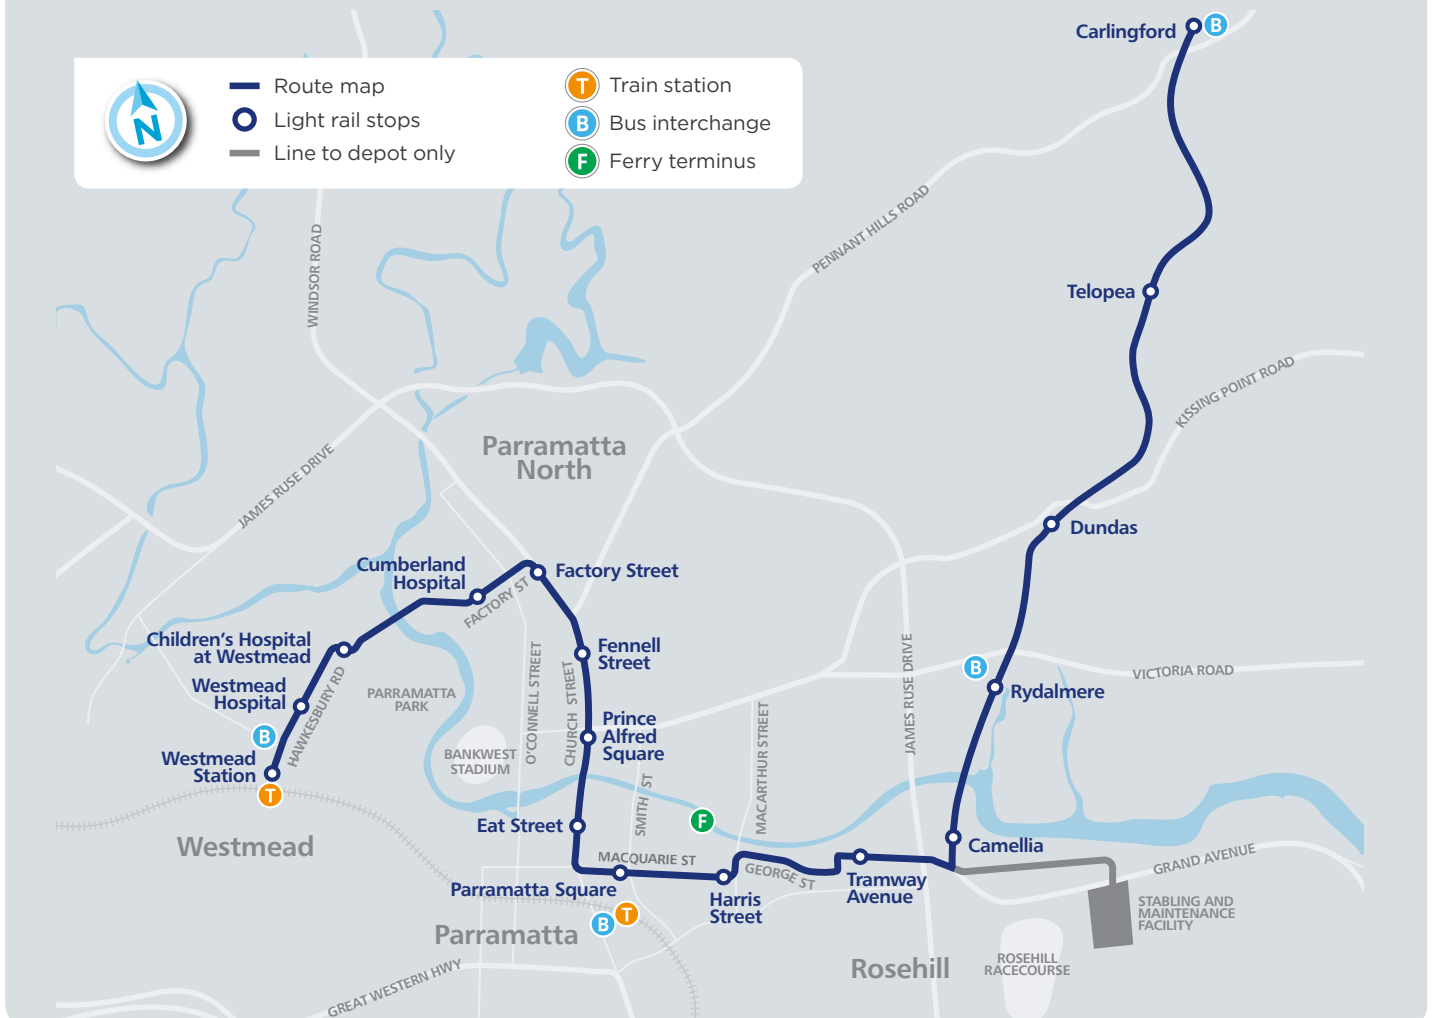 Carlingford
B
N
Route map
Light rail stops
Line to depot only
T
Train station
B
Bus interchange
F
Ferry terminus
WINDSOR ROAD
PENNANT HILLS ROAD
Telopea
KISSING POINT ROAD
Parramatta
North
JAMES RUSE DRIVE
Dundas
Cumberland
Hospital
Factory Street
FACTORY ST
Children's Hospital
at Westmead
Fennell
Street
O'CONNELL STREET
CHURCH STREET
JAMES RUSE DRIVE
B
VICTORIA ROAD
Westmead
Hospital
HAWKESBURY RD
PARRAMATTA
PARK
Rydalmere
B
Prince
Alfred
Square
MACARTHUR STREET
Westmead
Station
T
BANKWEST
STADIUM
SMITH ST
Eat Street
F
Westmead
Camellia
MACQUARIE ST
GEORGE ST
GRAND AVENUE
Parramatta Square
Harris
Street
Tramway
Avenue
B
T
STABLING AND
MAINTENANCE
FACILITY
Parramatta
Rosehill
ROSEHILL
RACECOURSE
GREAT WESTERN HWY